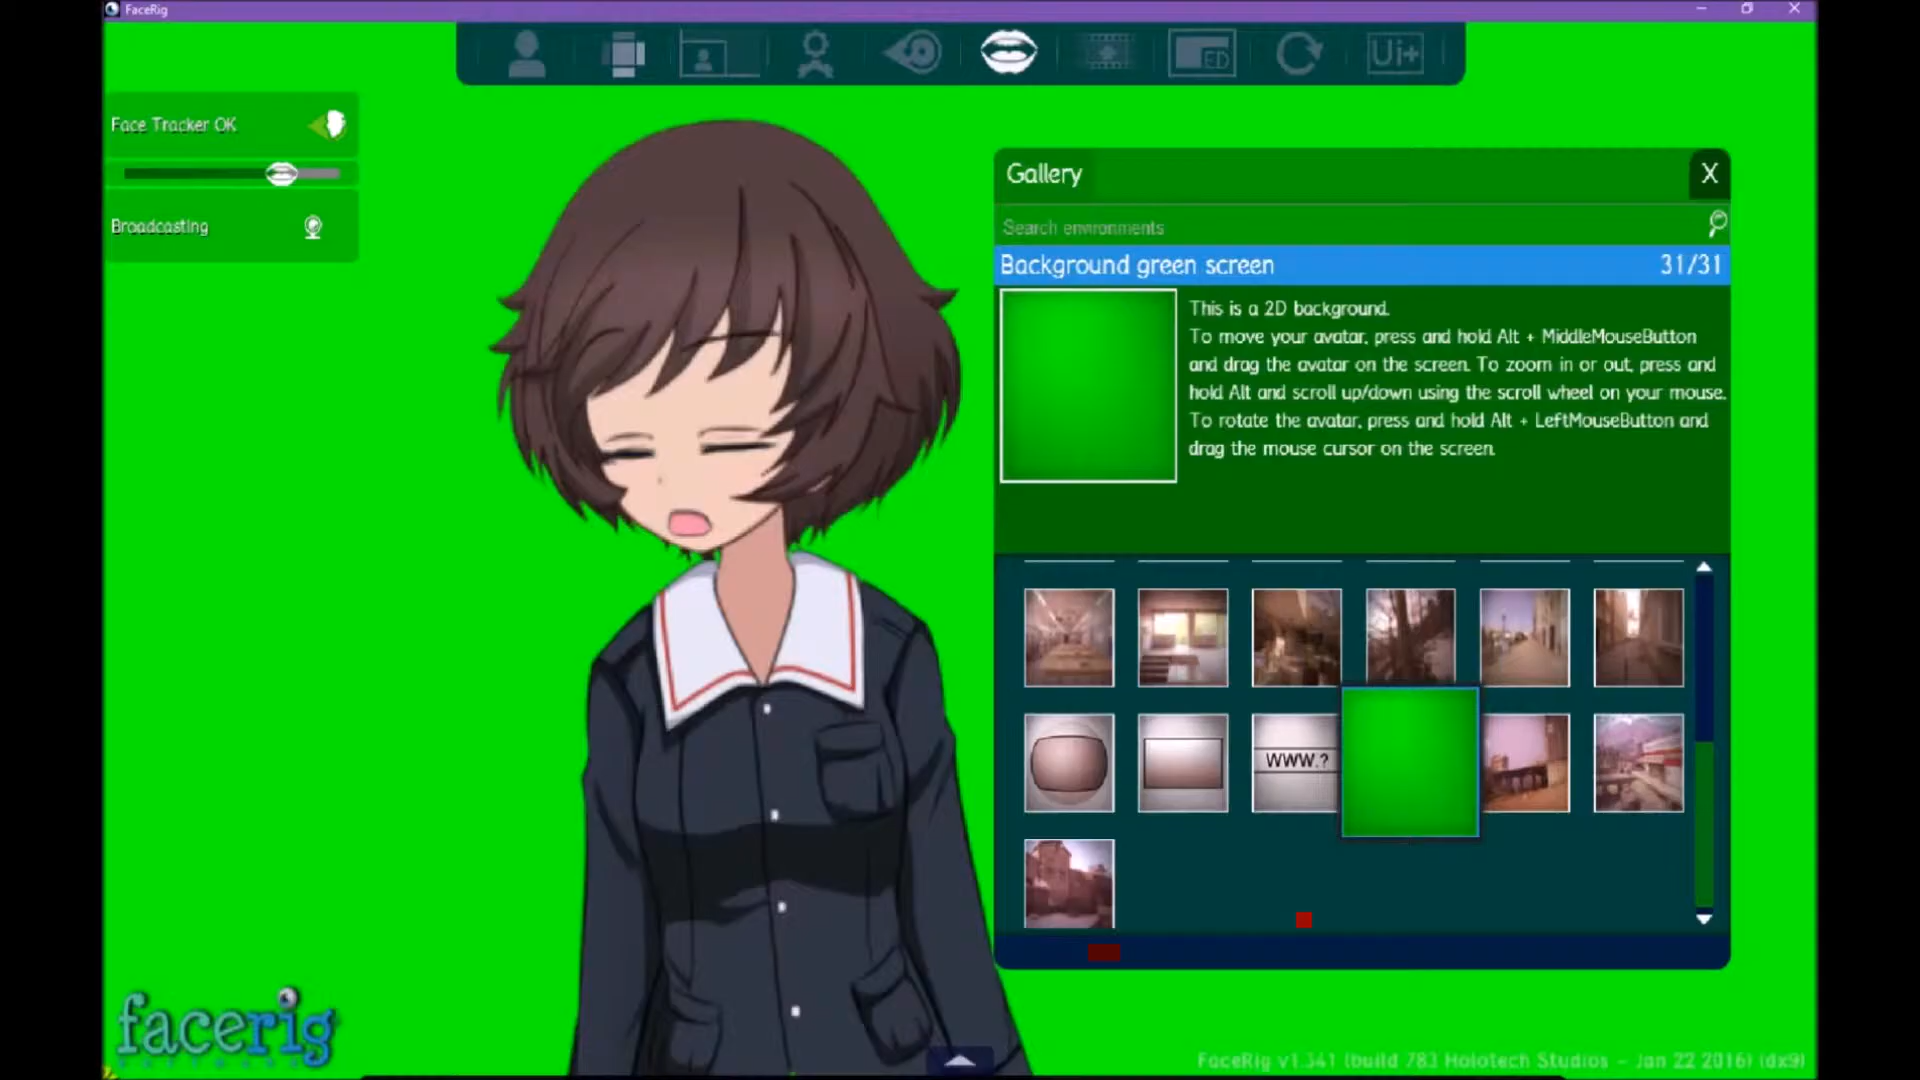 FaceRig
ED
Ui+
Face Tracker OK
Broadcasting
Gallery
X
Search environments
Background green screen 31/31
This is a 2D background.
To move your avatar, press and hold Alt + MiddleMouseButton
and drag the avatar on the screen. To zoom in or out, press and
hold Alt and scroll up/down using the scroll wheel on your mouse.
To rotate the avatar, press and hold Alt + LeftMouseButton and
drag the mouse cursor on the screen.
WWW.?
facerig
FaceRig v1.341 (build 783 Holotech Studios - Jan 22 2016) (dx9)